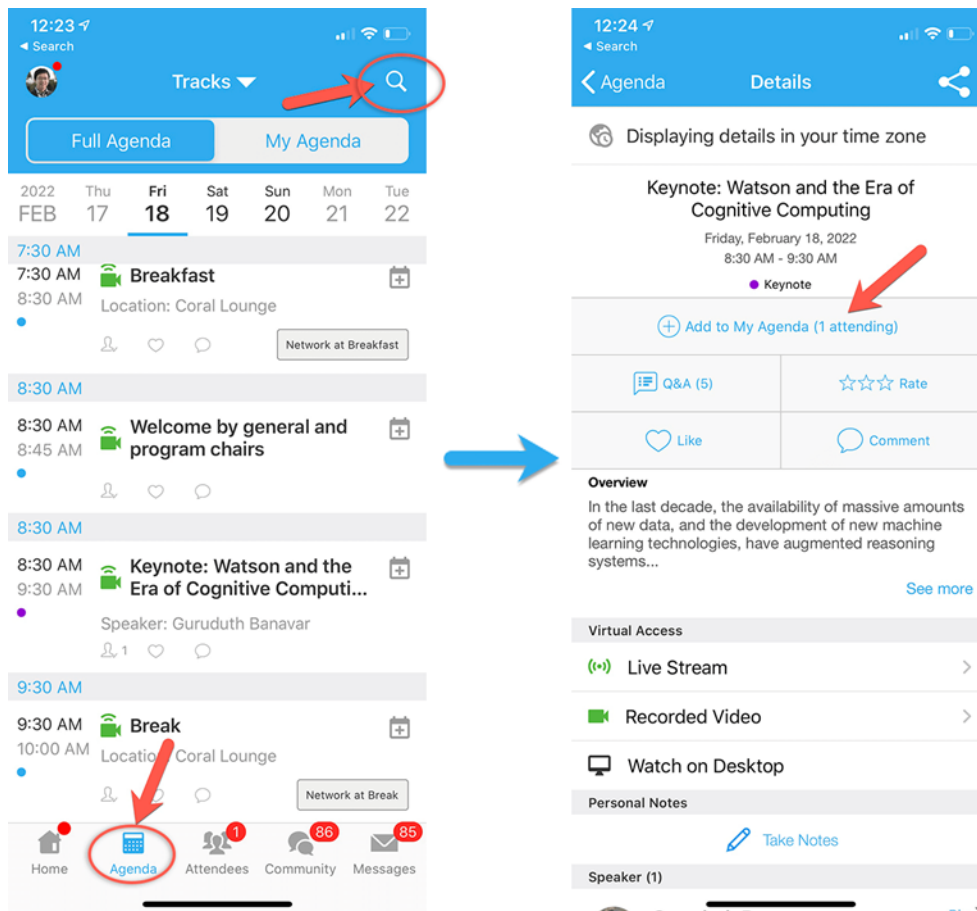 12:23
Search
Tracks
Full Agenda
My Agenda
2022 Thu Fri Sat Sun Mon Tue
FEB 17 18 19 20 21 22
7:30 AM
7:30 AM Breakfast
8:30 AM Location: Coral Lounge
Network at Breakfast
8:30 AM
8:30 AM Welcome by general and
8:45 AM program chairs
8:30 AM
8:30 AM Keynote: Watson and the
9:30 AM Era of Cognitive Computi...
Speaker: Guruduth Banavar
1
9:30 AM
9:30 AM Break
10:00 AM Location: Coral Lounge
Network at Break
1 86 85
Home Agenda Attendees Community Messages
12:24
Search
Agenda Details
Displaying details in your time zone
Keynote: Watson and the Era of
Cognitive Computing
Friday, February 18, 2022
8:30 AM - 9:30 AM
Keynote
Add to My Agenda (1 attending)
Q&A (5) Rate
Like Comment
Overview
In the last decade, the availability of massive amounts
of new data, and the development of new machine
learning technologies, have augmented reasoning
systems...
See more
Virtual Access
Live Stream
Recorded Video
Watch on Desktop
Personal Notes
Take Notes
Speaker (1)